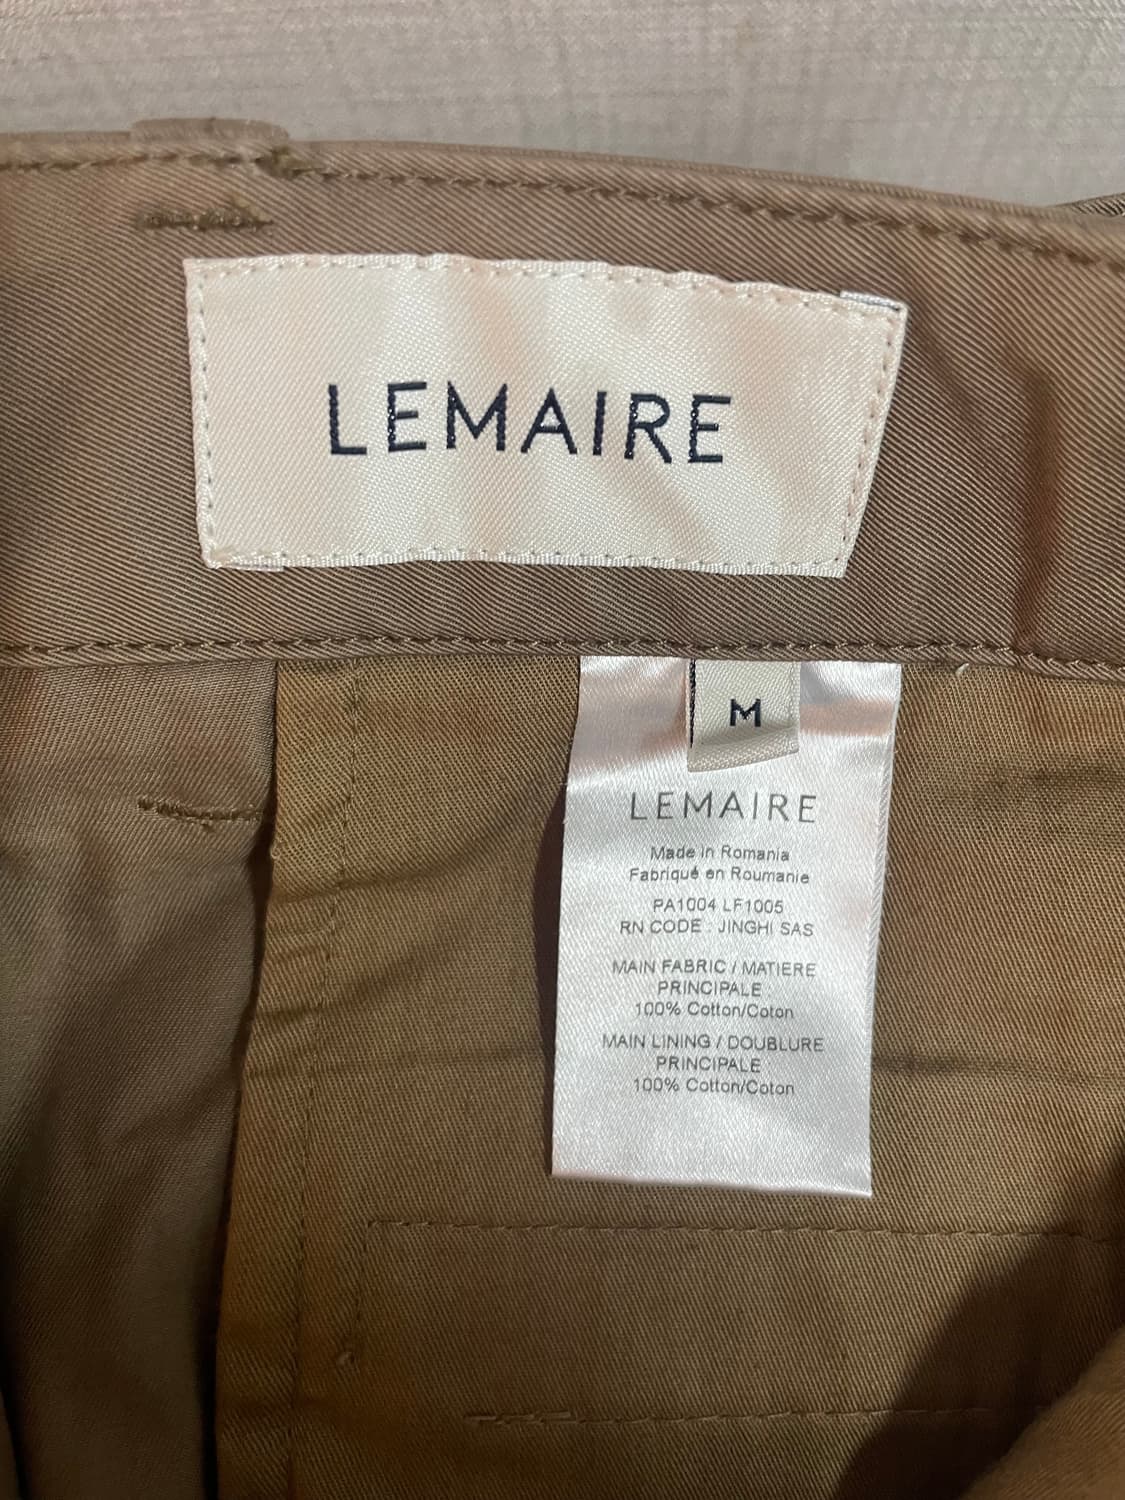 LEMAIRE
M
LEMAIRE
Made in Romania
Fabriqué en Roumanie
PA1004 LF1005
RN CODE : JINGHI SAS
MAIN FABRIC / MATIERE
PRINCIPALE
100% Cotton/Coton
MAIN LINING / DOUBLURE
PRINCIPALE
100% Cotton/Coton